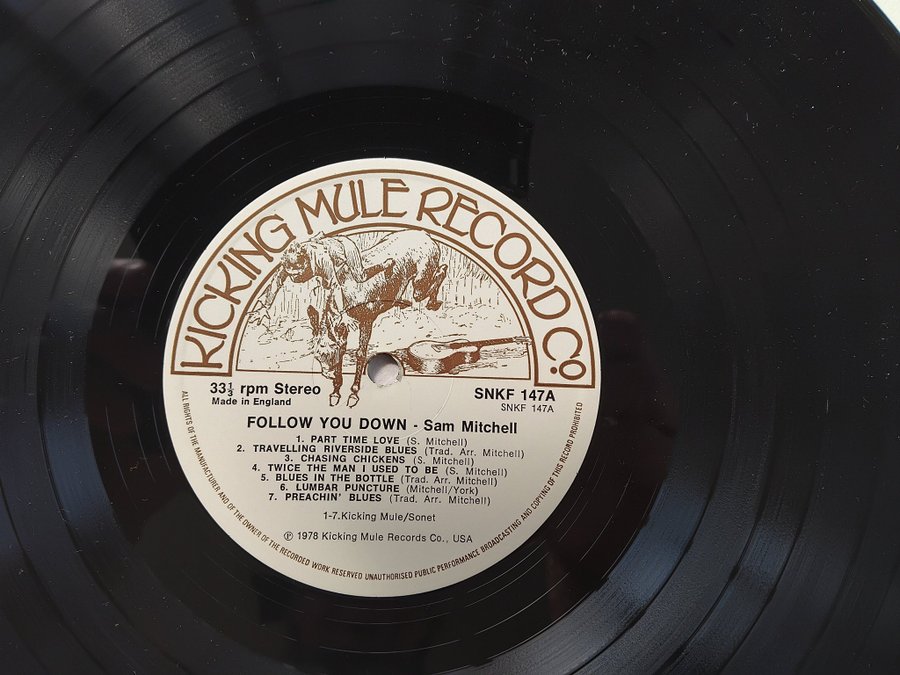 KICKING MULE RECORD Co.
33⅓ rpm Stereo
Made in England
SNKF 147A
SNKF 147A
FOLLOW YOU DOWN - Sam Mitchell
1. PART TIME LOVE (S. Mitchell)
2. TRAVELLING RIVERSIDE BLUES (Trad. Arr. Mitchell)
3. CHASING CHICKENS (S. Mitchell)
4. TWICE THE MAN I USED TO BE (S. Mitchell)
5. BLUES IN THE BOTTLE (Trad. Arr. Mitchell)
6. LUMBAR PUNCTURE (Mitchell/York)
7. PREACHIN' BLUES (Trad. Arr. Mitchell)
1-7.Kicking Mule/Sonet
℗ 1978 Kicking Mule Records Co., USA
ALL RIGHTS OF THE MANUFACTURER AND OF THE OWNER OF THE RECORDED WORK RESERVED UNAUTHORISED PUBLIC PERFORMANCE BROADCASTING AND COPYING OF THIS RECORD PROHIBITED